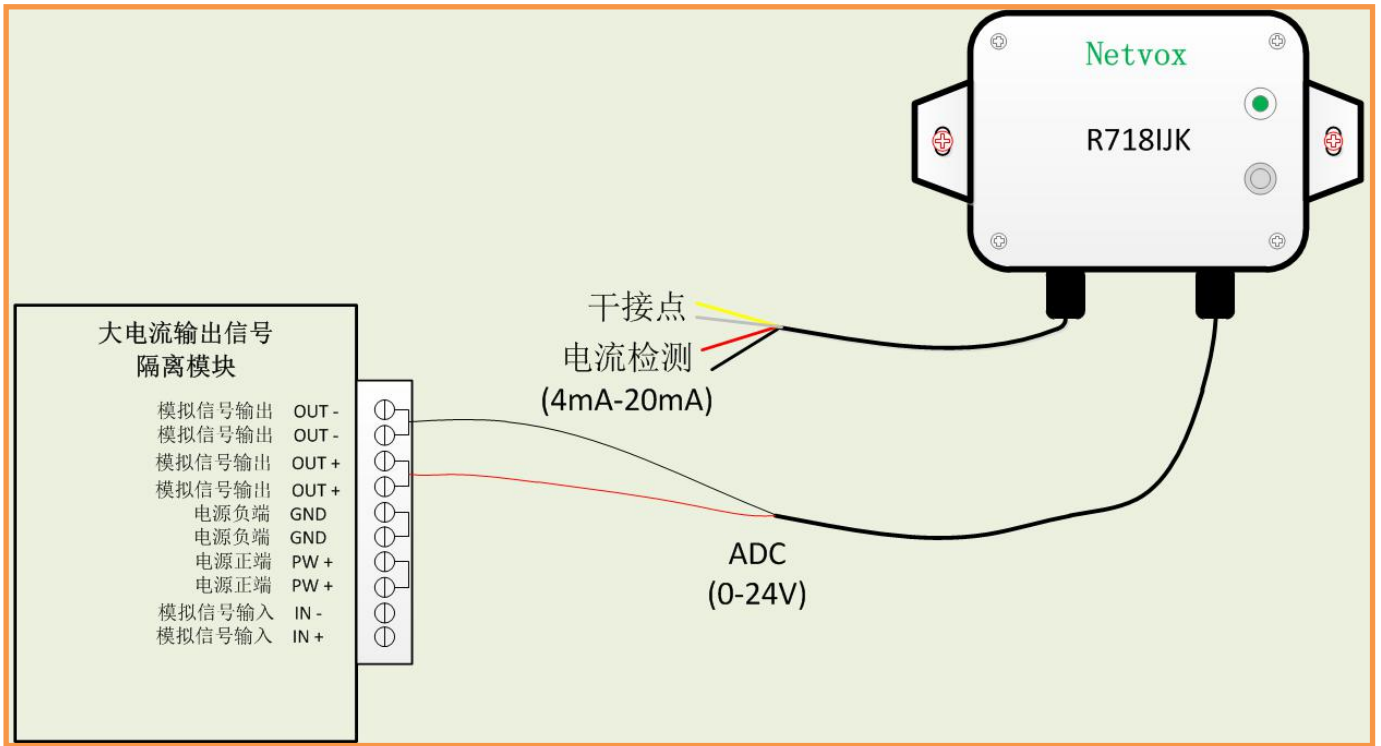 Netvox
R718IJK
干接点
电流检测
(4mA-20mA)
大电流输出信号
隔离模块
模拟信号输出 OUT -
模拟信号输出 OUT -
模拟信号输出 OUT +
模拟信号输出 OUT +
电源负端 GND
电源负端 GND
电源正端 PW +
电源正端 PW +
模拟信号输入 IN -
模拟信号输入 IN +
ADC
(0-24V)